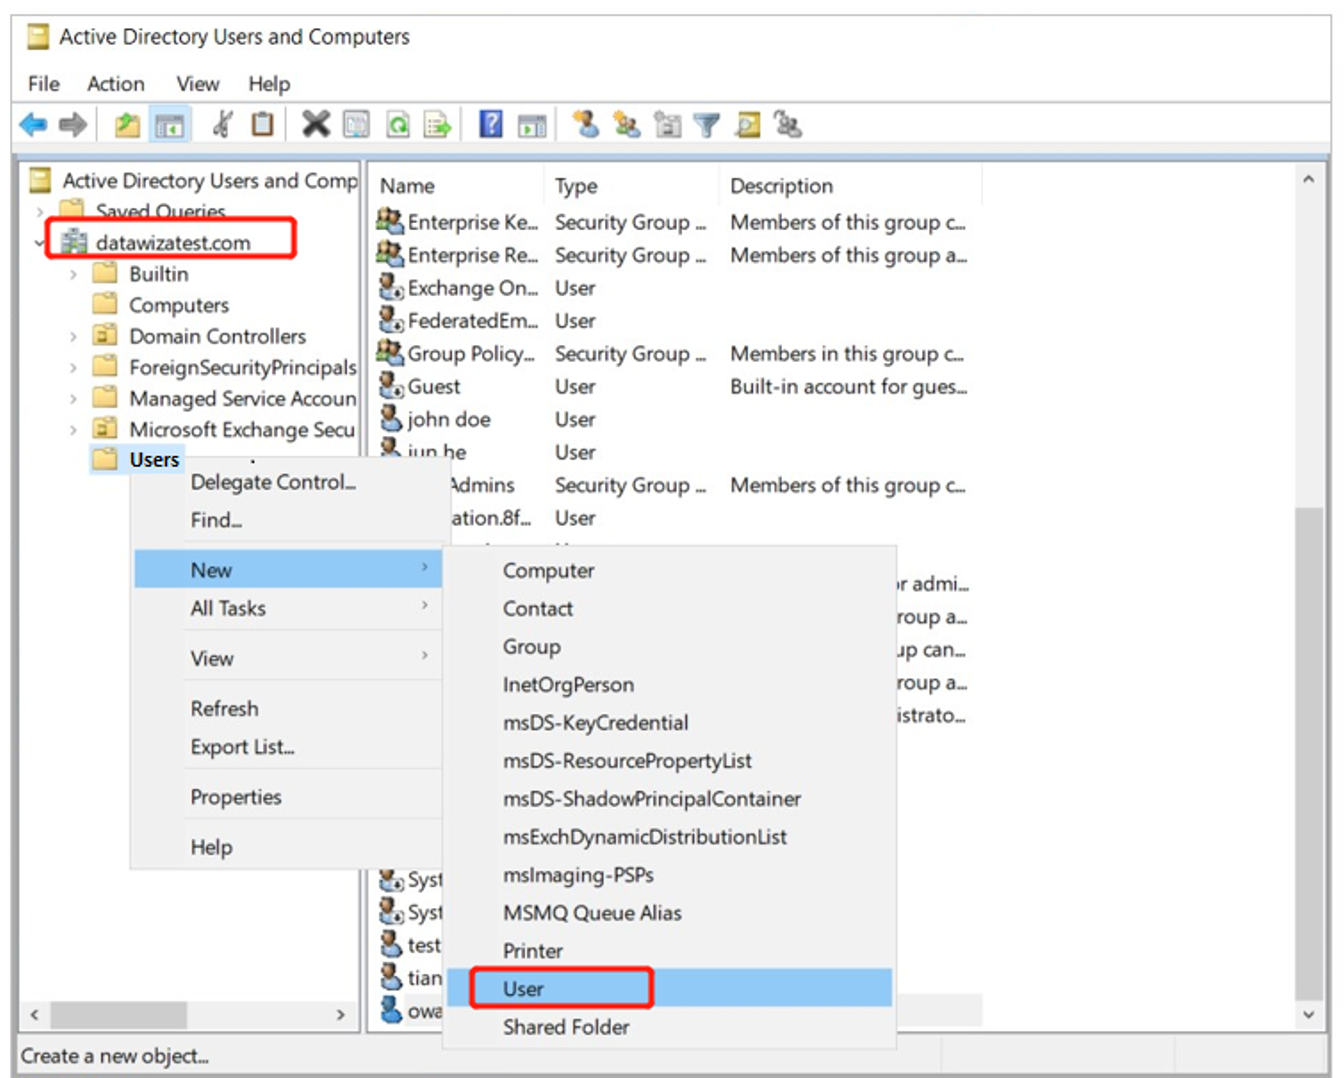 Active Directory Users and Computers
File Action View Help
Active Directory Users and Comp
Saved Queries
datawizatest.com
Builtin
Computers
Domain Controllers
ForeignSecurityPrincipals
Managed Service Accoun
Microsoft Exchange Secu
Users
Delegate Control...
Find...
New
All Tasks
View
Refresh
Export List...
Properties
Help
Name Type Description
Enterprise Ke... Security Group ... Members of this group c...
Enterprise Re... Security Group ... Members of this group a...
Exchange On... User
FederatedEm... User
Group Policy... Security Group ... Members in this group c...
Guest User Built-in account for gues...
john doe User
jun he User
Admins Security Group ... Members of this group c...
ation.8f... User
r admi...
roup a...
up can...
roup a...
istrato...
Computer
Contact
Group
InetOrgPerson
msDS-KeyCredential
msDS-ResourcePropertyList
msDS-ShadowPrincipalContainer
msExchDynamicDistributionList
msImaging-PSPs
MSMQ Queue Alias
Printer
User
Shared Folder
Syst
Syst
test
tian
owa
Create a new object...